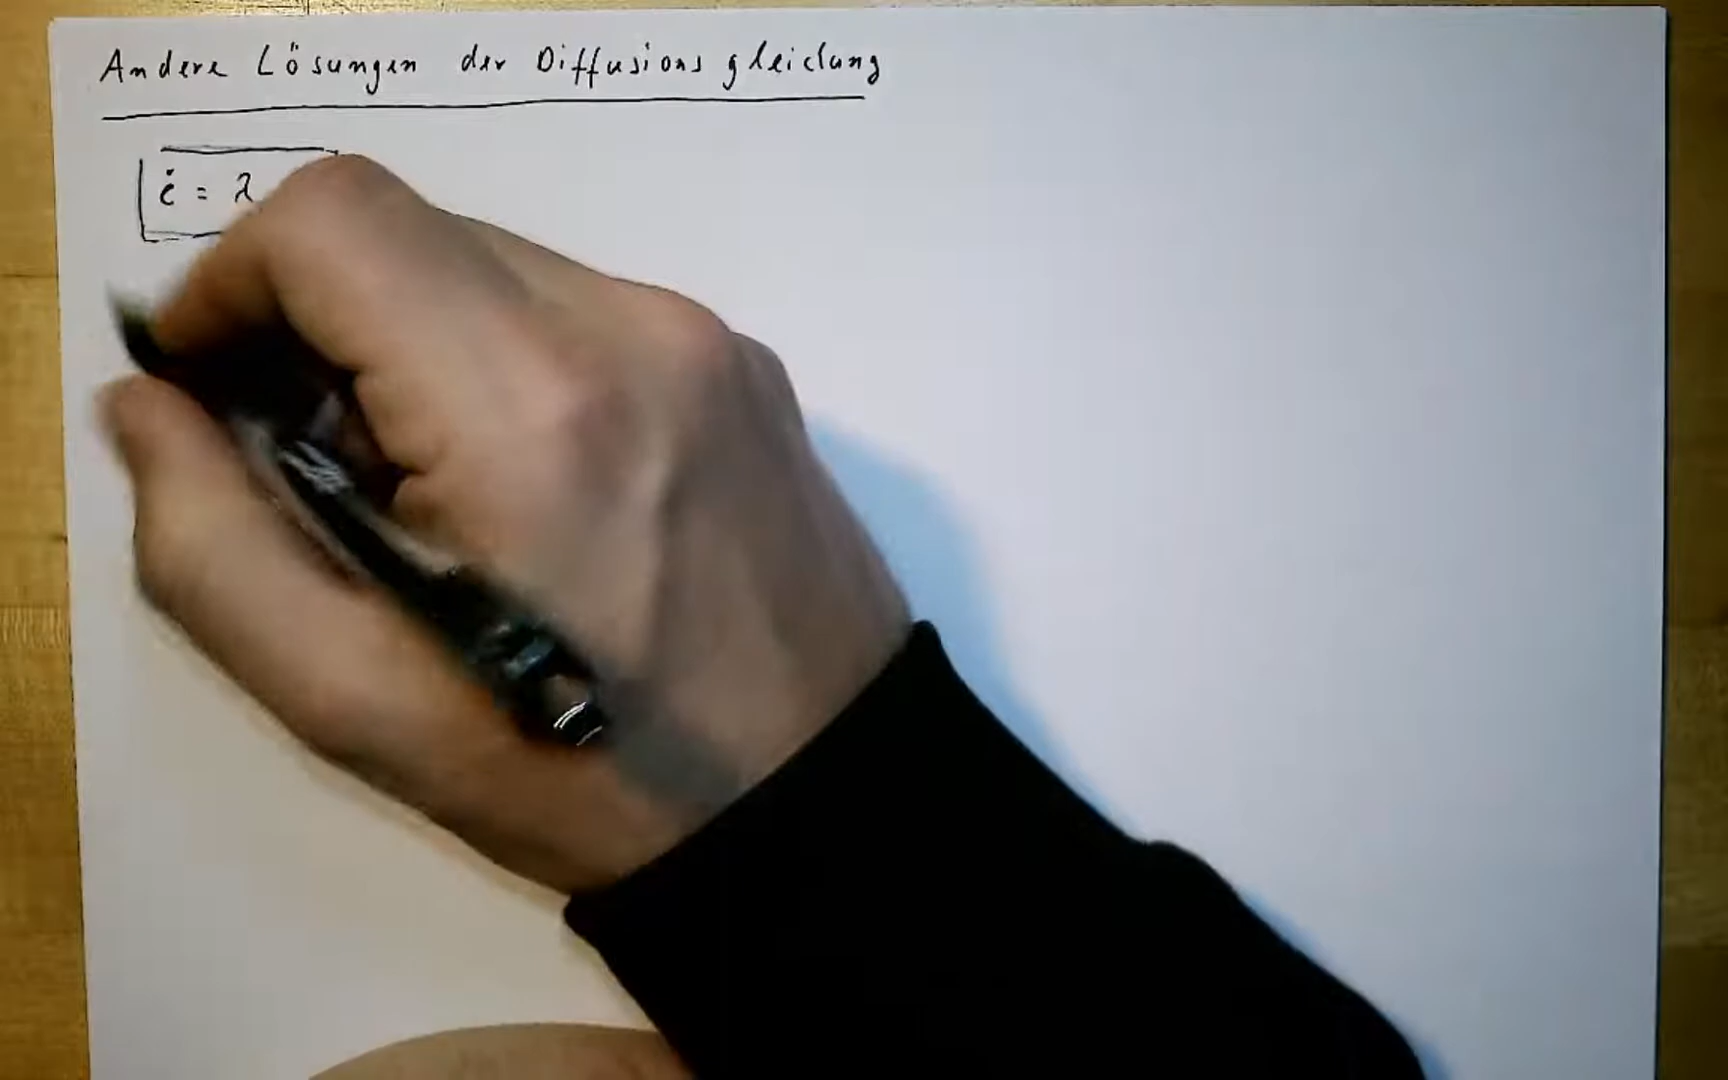 Andere Lösungen der Diffusionsgleichung
ċ = λ